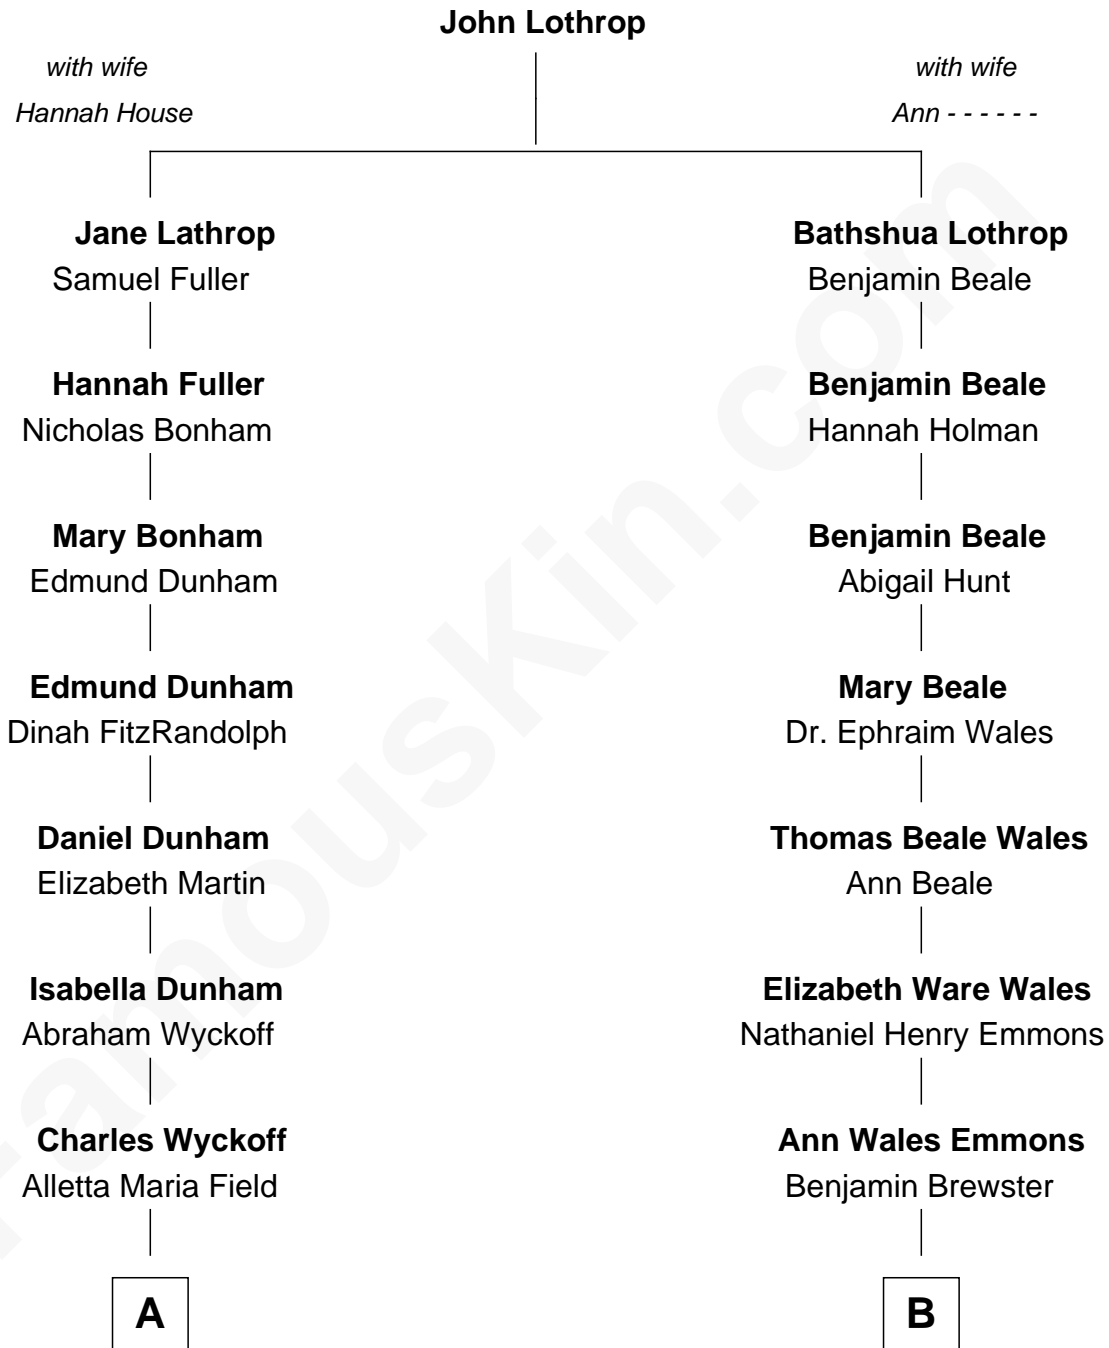 John Lothrop
with wife
Hannah House
with wife
Ann - - - - - -
Jane Lathrop
Samuel Fuller
Hannah Fuller
Nicholas Bonham
Mary Bonham
Edmund Dunham
Edmund Dunham
Dinah FitzRandolph
Daniel Dunham
Elizabeth Martin
Isabella Dunham
Abraham Wyckoff
Charles Wyckoff
Alletta Maria Field
A
Bathshua Lothrop
Benjamin Beale
Benjamin Beale
Hannah Holman
Benjamin Beale
Abigail Hunt
Mary Beale
Dr. Ephraim Wales
Thomas Beale Wales
Ann Beale
Elizabeth Ware Wales
Nathaniel Henry Emmons
Ann Wales Emmons
Benjamin Brewster
B
FamousKin.com